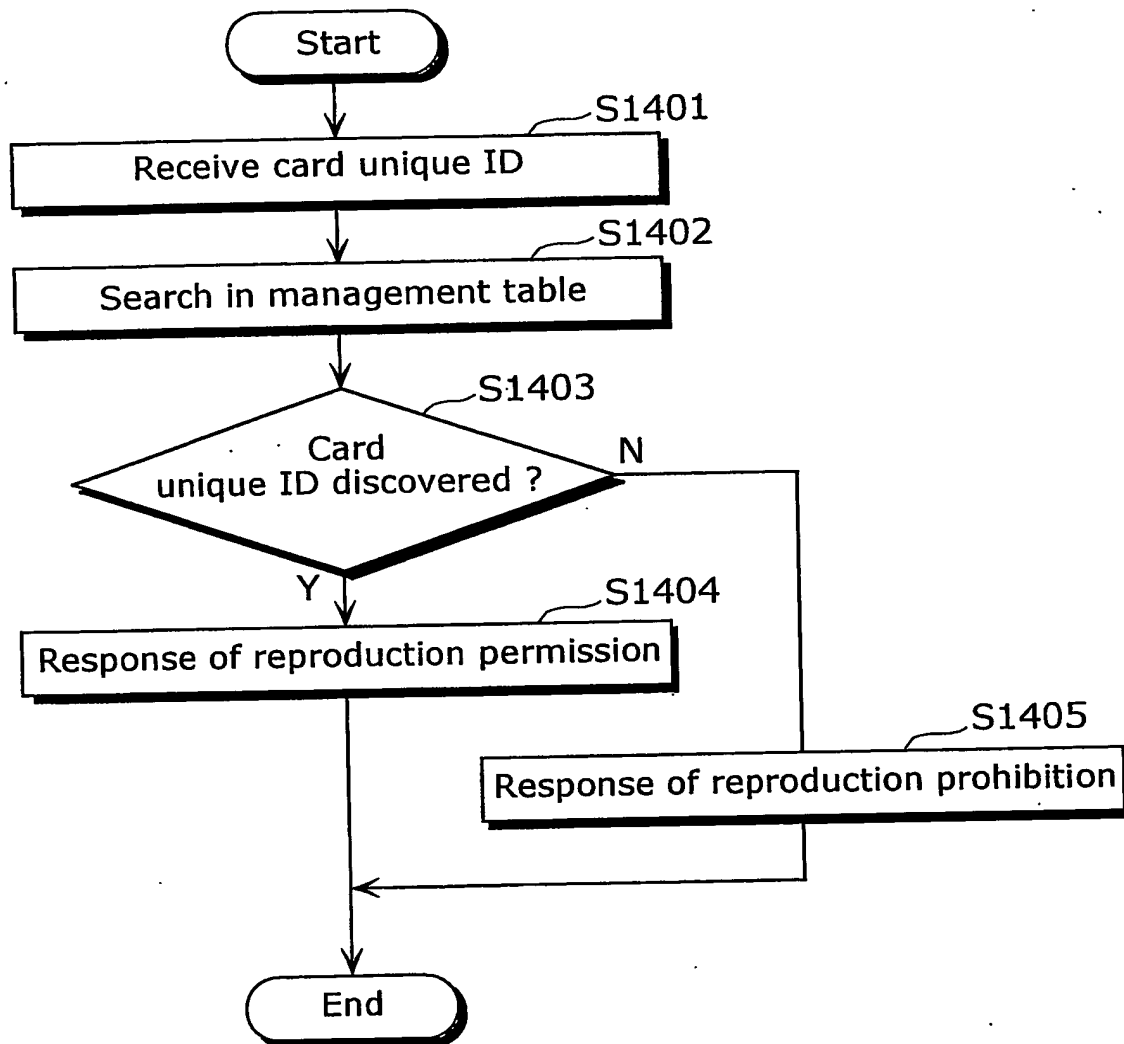 Start
S1401
Receive card unique ID
S1402
Search in management table
S1403
Card
unique ID discovered ?
N
Y
S1404
Response of reproduction permission
S1405
Response of reproduction prohibition
End